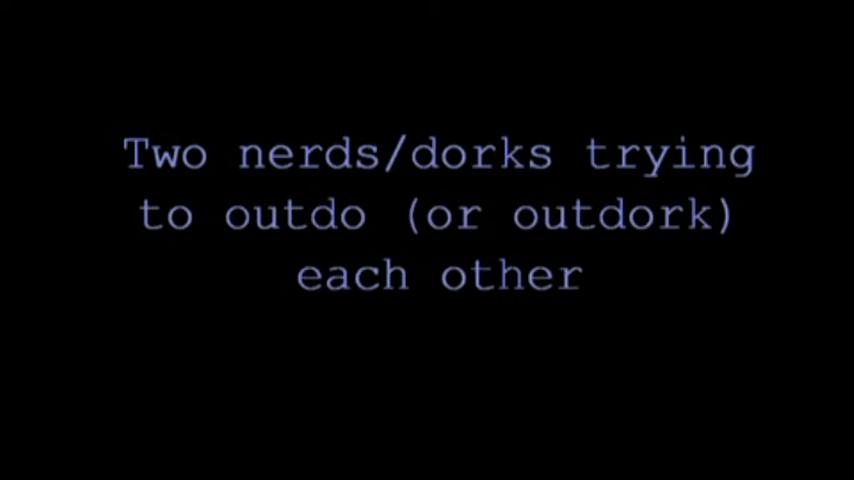 Two nerds/dorks trying
to outdo (or outdork)
each other